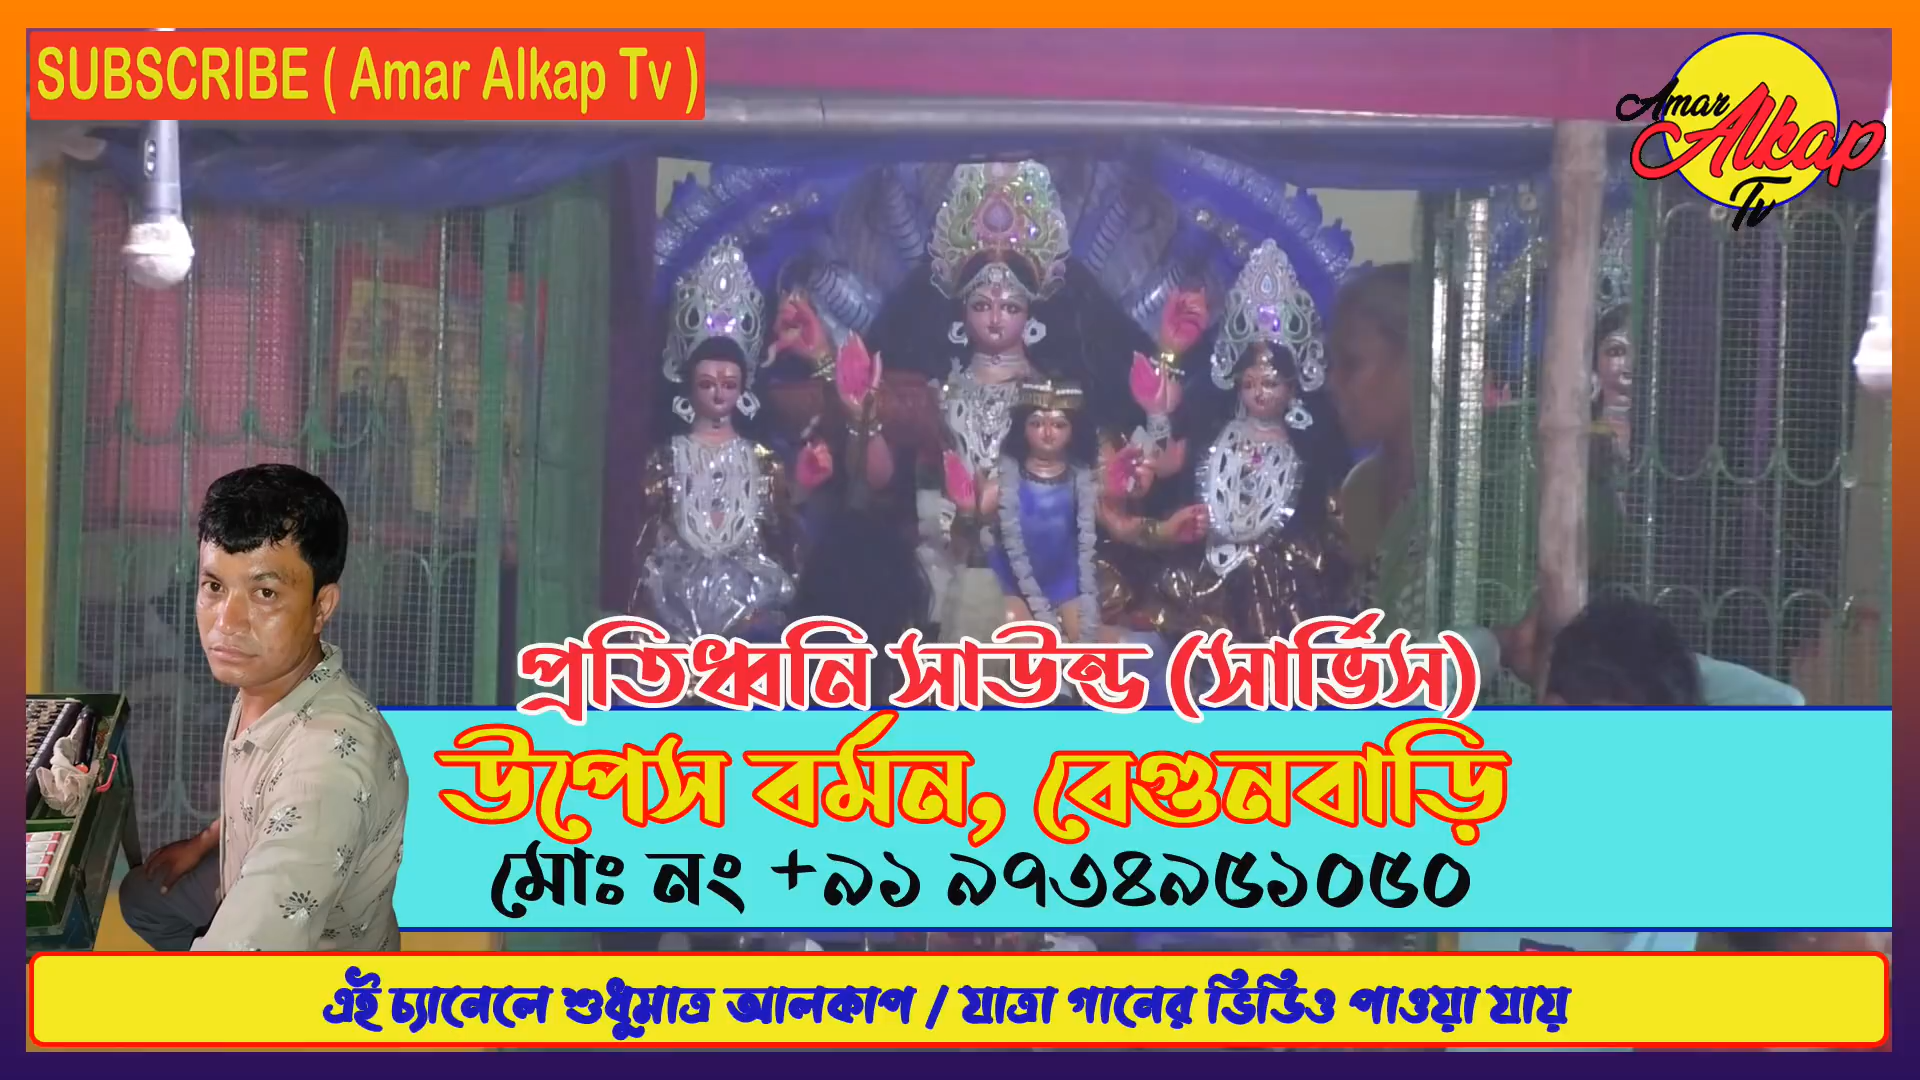 SUBSCRIBE ( Amar Alkap Tv )
Amar
Alkap
Tv
প্রতিধ্বনি সাউন্ড (সার্ভিস)
উপেস বর্মন, বেগুনবাড়ি
মোঃ নং +৯১ ৯৭৩৪৯৫১০৫০
এই চ্যানেলে শুধুমাত্র আলকাপ / যাত্রা গানের ভিডিও পাওয়া যায়